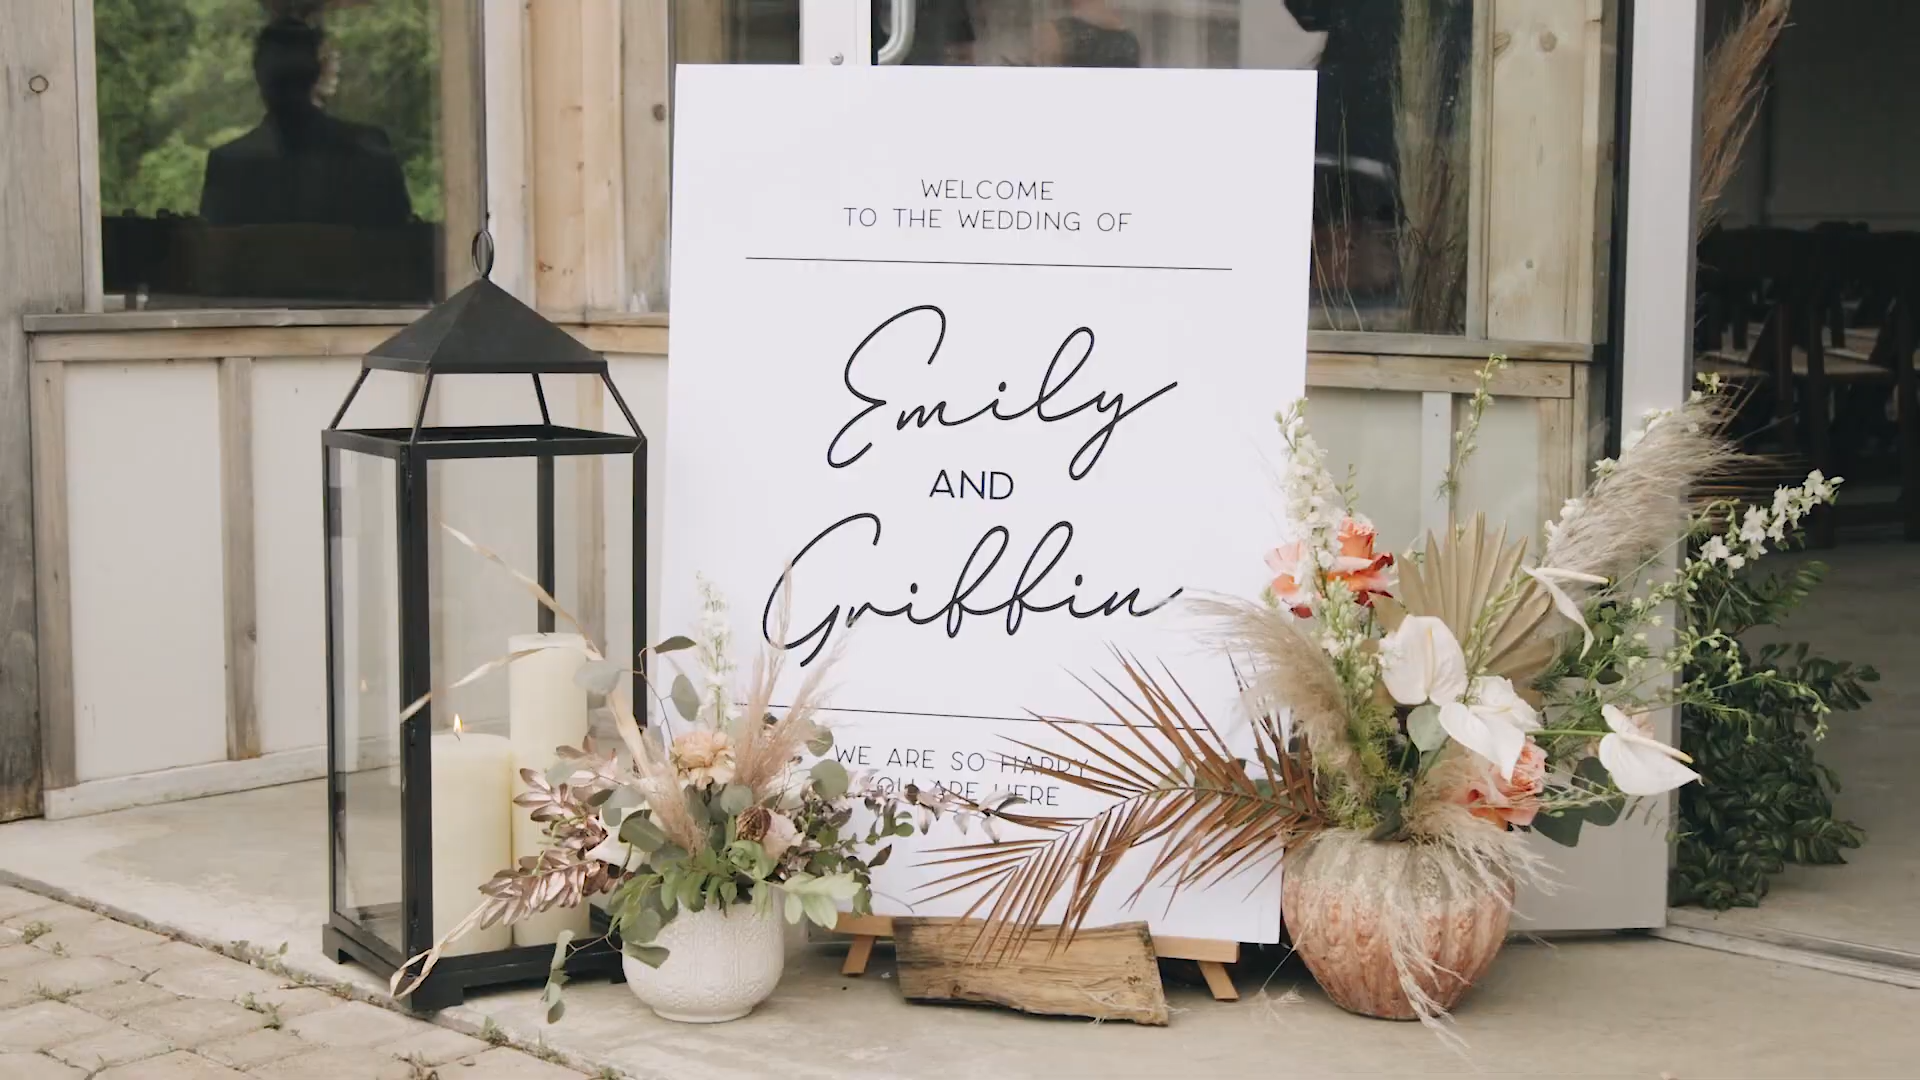 WELCOME
TO THE WEDDING OF
Emily
AND
Griffin
WE ARE SO HAPPY
YOU ARE HERE